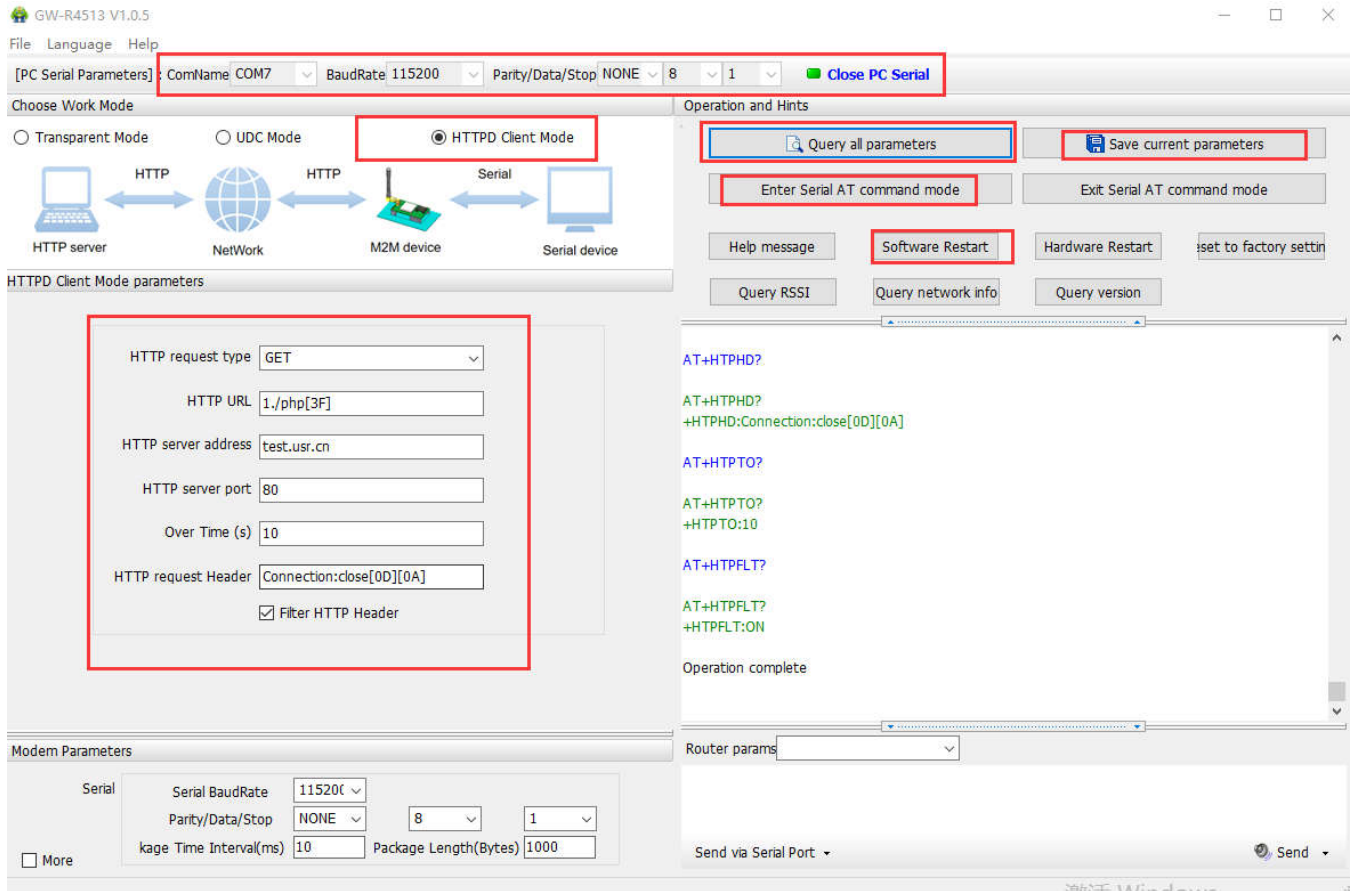 GW-R4513 V1.0.5
File Language Help
[PC Serial Parameters] : ComName COM7 BaudRate 115200 Parity/Data/Stop NONE 8 1 Close PC Serial
Choose Work Mode
Transparent Mode UDC Mode HTTPD Client Mode
HTTP HTTP Serial
HTTP server NetWork M2M device Serial device
HTTPD Client Mode parameters
HTTP request type GET
HTTP URL 1./php[3F]
HTTP server address test.usr.cn
HTTP server port 80
Over Time (s) 10
HTTP request Header Connection:close[0D][0A]
Filter HTTP Header
Modem Parameters
Serial
Serial BaudRate 11520(
Parity/Data/Stop NONE 8 1
kage Time Interval(ms) 10 Package Length(Bytes) 1000
More
Operation and Hints
Query all parameters Save current parameters
Enter Serial AT command mode Exit Serial AT command mode
Help message Software Restart Hardware Restart set to factory settin
Query RSSI Query network info Query version
AT+HTPHD?
AT+HTPHD?
+HTPHD:Connection:close[0D][0A]
AT+HTPTO?
AT+HTPTO?
+HTPTO:10
AT+HTPFLT?
AT+HTPFLT?
+HTPFLT:ON
Operation complete
Router params
Send via Serial Port Send
激活 Windows